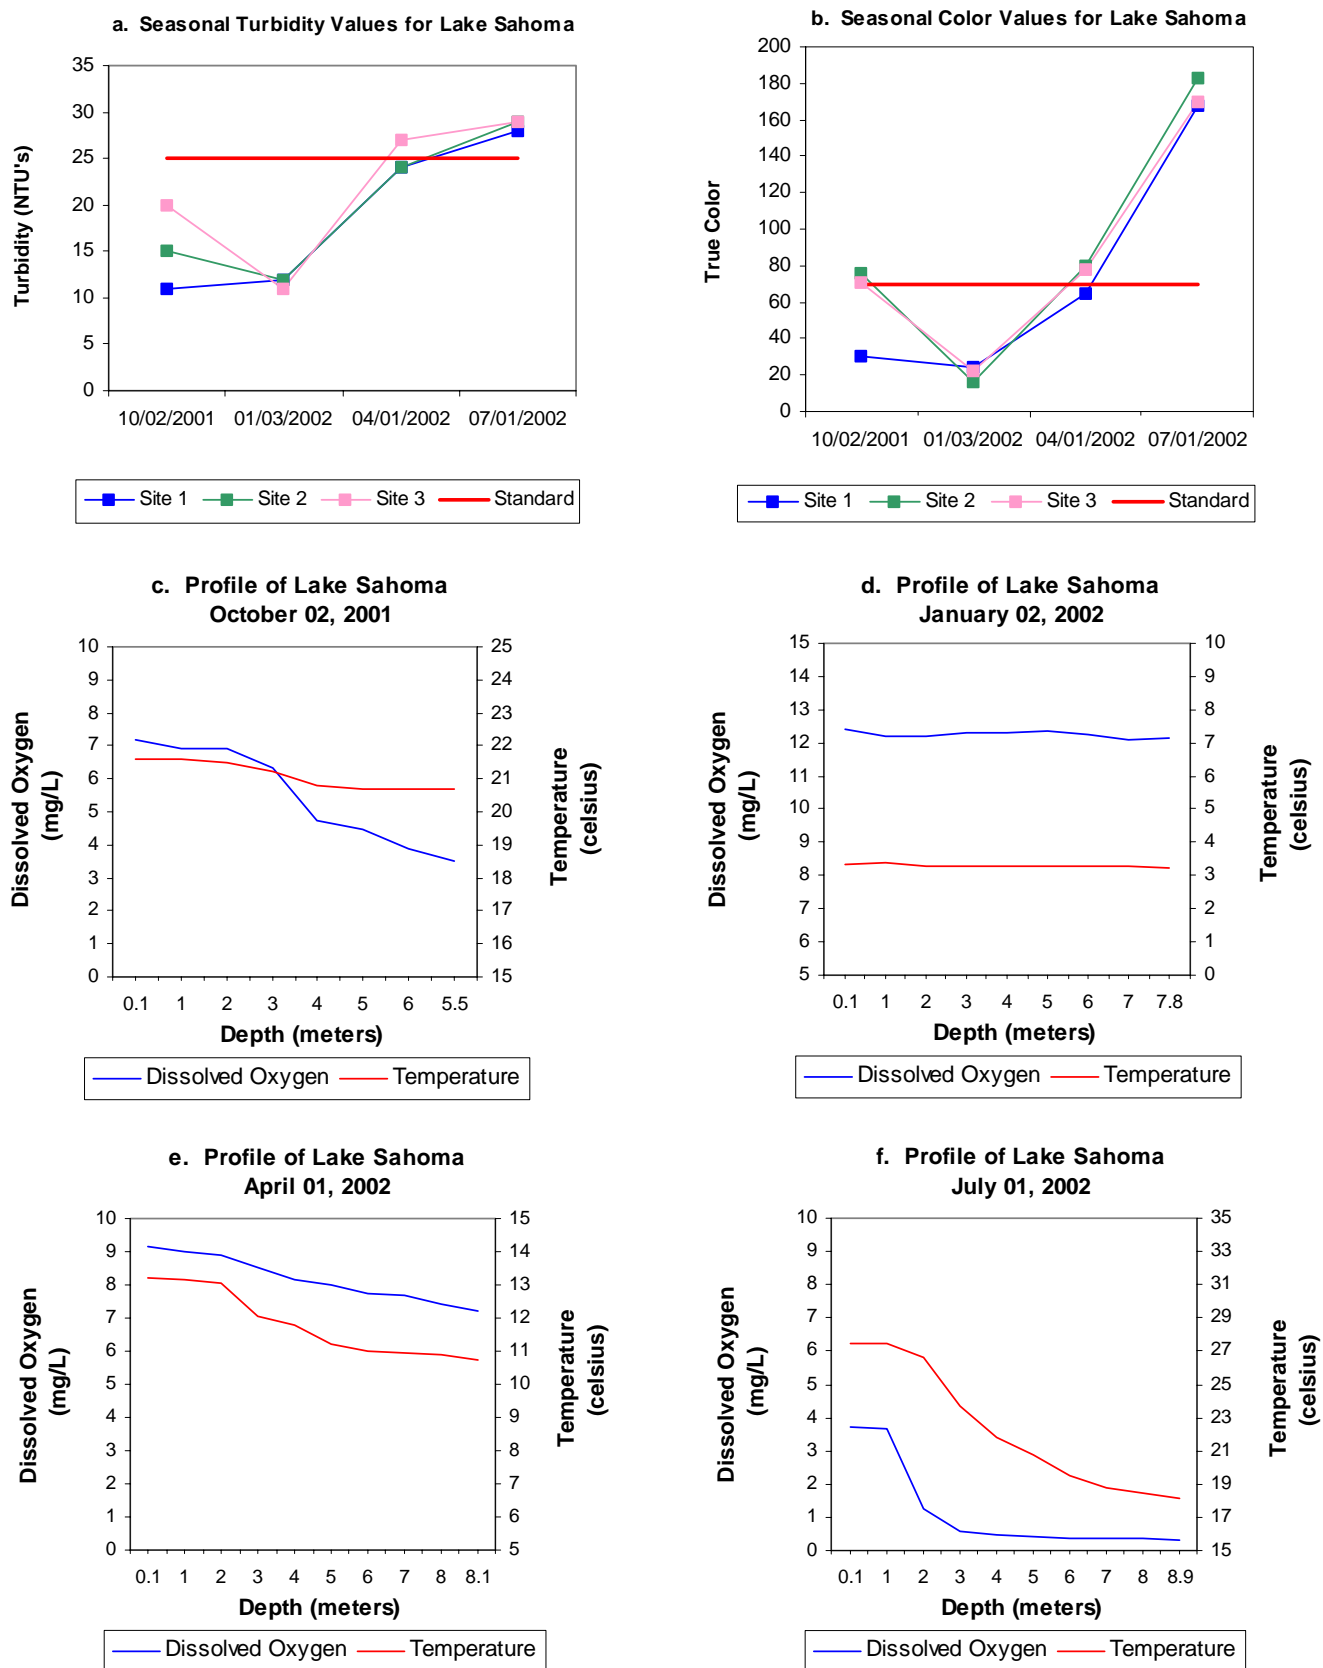 a. Seasonal Turbidity Values for Lake Sahoma
35
30
25
20
15
10
5
0
Turbidity (NTU's)
10/02/2001 01/03/2002 04/01/2002 07/01/2002
Site 1 Site 2 Site 3 Standard
b. Seasonal Color Values for Lake Sahoma
200
180
160
140
120
100
80
60
40
20
0
True Color
10/02/2001 01/03/2002 04/01/2002 07/01/2002
Site 1 Site 2 Site 3 Standard
c. Profile of Lake Sahoma
October 02, 2001
10
9
8
7
6
5
4
3
2
1
0
Dissolved Oxygen
(mg/L)
25
24
23
22
21
20
19
18
17
16
15
Temperature
(celsius)
0.1 1 2 3 4 5 6 5.5
Depth (meters)
Dissolved Oxygen Temperature
d. Profile of Lake Sahoma
January 02, 2002
15
14
13
12
11
10
9
8
7
6
5
Dissolved Oxygen
(mg/L)
10
9
8
7
6
5
4
3
2
1
0
Temperature
(celsius)
0.1 1 2 3 4 5 6 7 7.8
Depth (meters)
Dissolved Oxygen Temperature
e. Profile of Lake Sahoma
April 01, 2002
10
9
8
7
6
5
4
3
2
1
0
Dissolved Oxygen
(mg/L)
15
14
13
12
11
10
9
8
7
6
5
Temperature
(celsius)
0.1 1 2 3 4 5 6 7 8 8.1
Depth (meters)
Dissolved Oxygen Temperature
f. Profile of Lake Sahoma
July 01, 2002
10
9
8
7
6
5
4
3
2
1
0
Dissolved Oxygen
(mg/L)
35
33
31
29
27
25
23
21
19
17
15
Temperature
(celsius)
0.1 1 2 3 4 5 6 7 8 8.9
Depth (meters)
Dissolved Oxygen Temperature